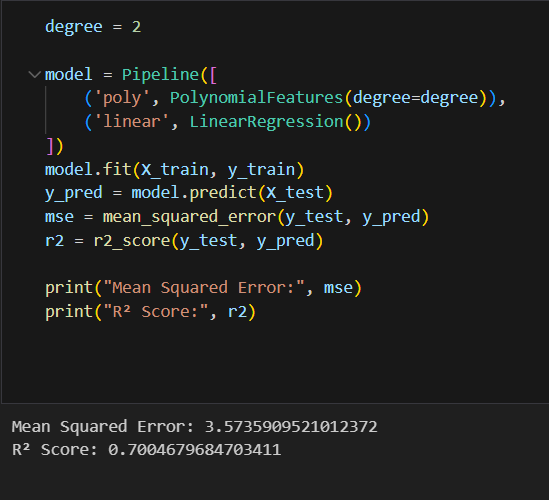 degree = 2
model = Pipeline([
('poly', PolynomialFeatures(degree=degree)),
('linear', LinearRegression())
])
model.fit(X_train, y_train)
y_pred = model.predict(X_test)
mse = mean_squared_error(y_test, y_pred)
r2 = r2_score(y_test, y_pred)
print("Mean Squared Error:", mse)
print("R² Score:", r2)
Mean Squared Error: 3.5735909521012372
R² Score: 0.7004679684703411